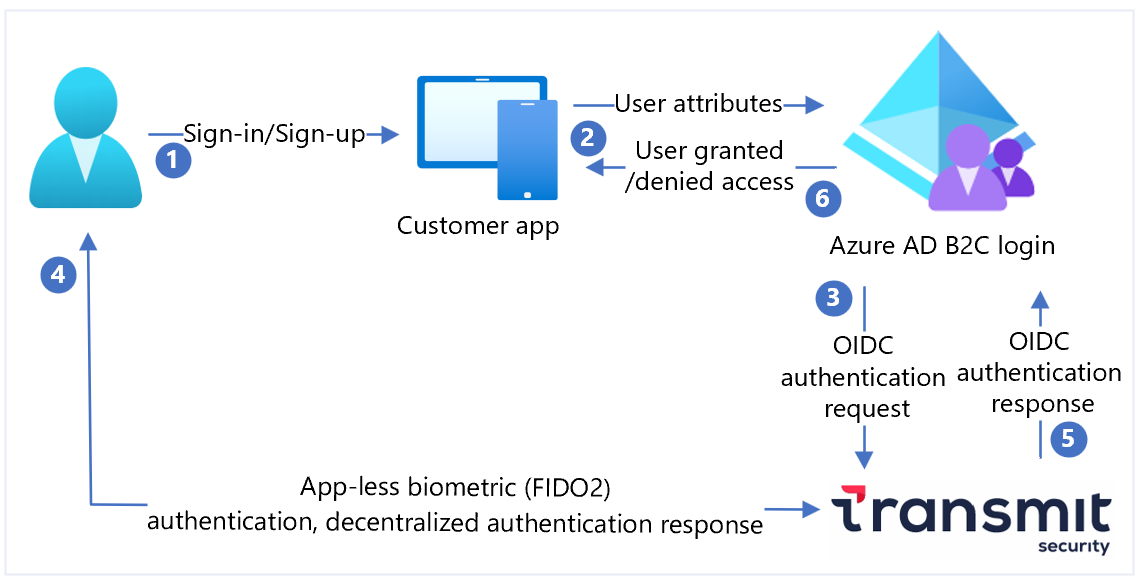 Sign-in/Sign-up
1
Customer app
User attributes
2
User granted
/denied access
6
Azure AD B2C login
3
OIDC
authentication
request
OIDC
authentication
response
5
4
App-less biometric (FIDO2)
authentication, decentralized authentication response
transmit
security